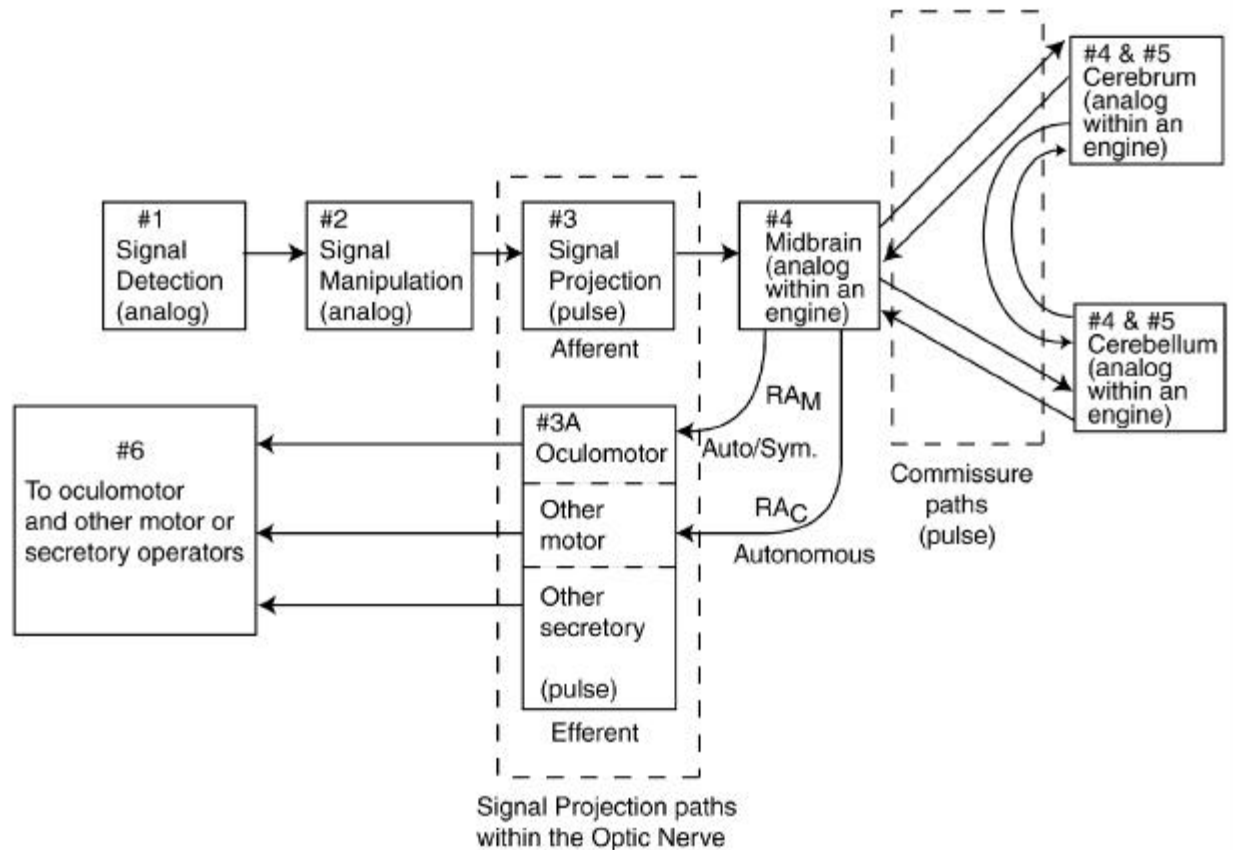 #4 & #5
Cerebrum
(analog
within an
engine)
#1
Signal
Detection
(analog)
#2
Signal
Manipulation
(analog)
#3
Signal
Projection
(pulse)
Afferent
#4
Midbrain
(analog
within an
engine)
#4 & #5
Cerebellum
(analog
within an
engine)
RAM
Auto/Sym.
RAC
Autonomous
Commissure
paths
(pulse)
#3A
Oculomotor
Other
motor
Other
secretory
(pulse)
Efferent
#6
To oculomotor
and other motor or
secretory operators
Signal Projection paths
within the Optic Nerve